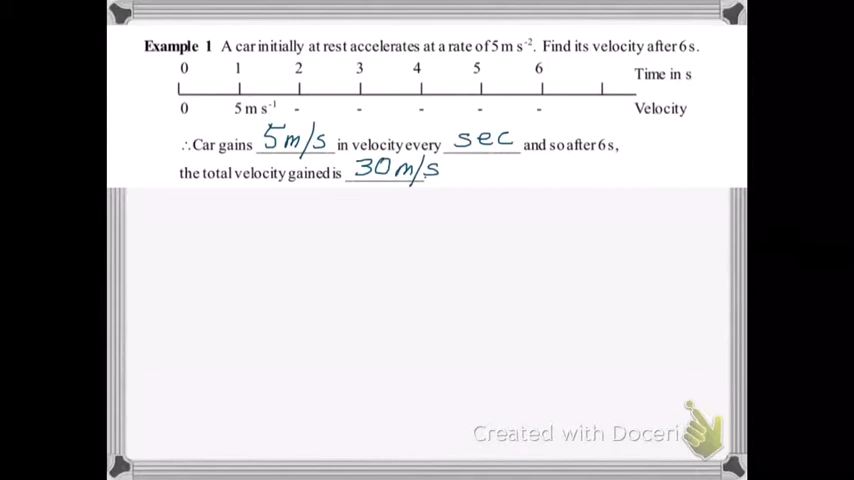 Example 1 A car initially at rest accelerates at a rate of 5 m s⁻². Find its velocity after 6 s.
0 1 2 3 4 5 6 Time in s
0 5 m s⁻¹ - - - - - Velocity
∴Car gains 5m/s in velocity every sec and so after 6 s,
the total velocity gained is 30m/s
Created with Doceri